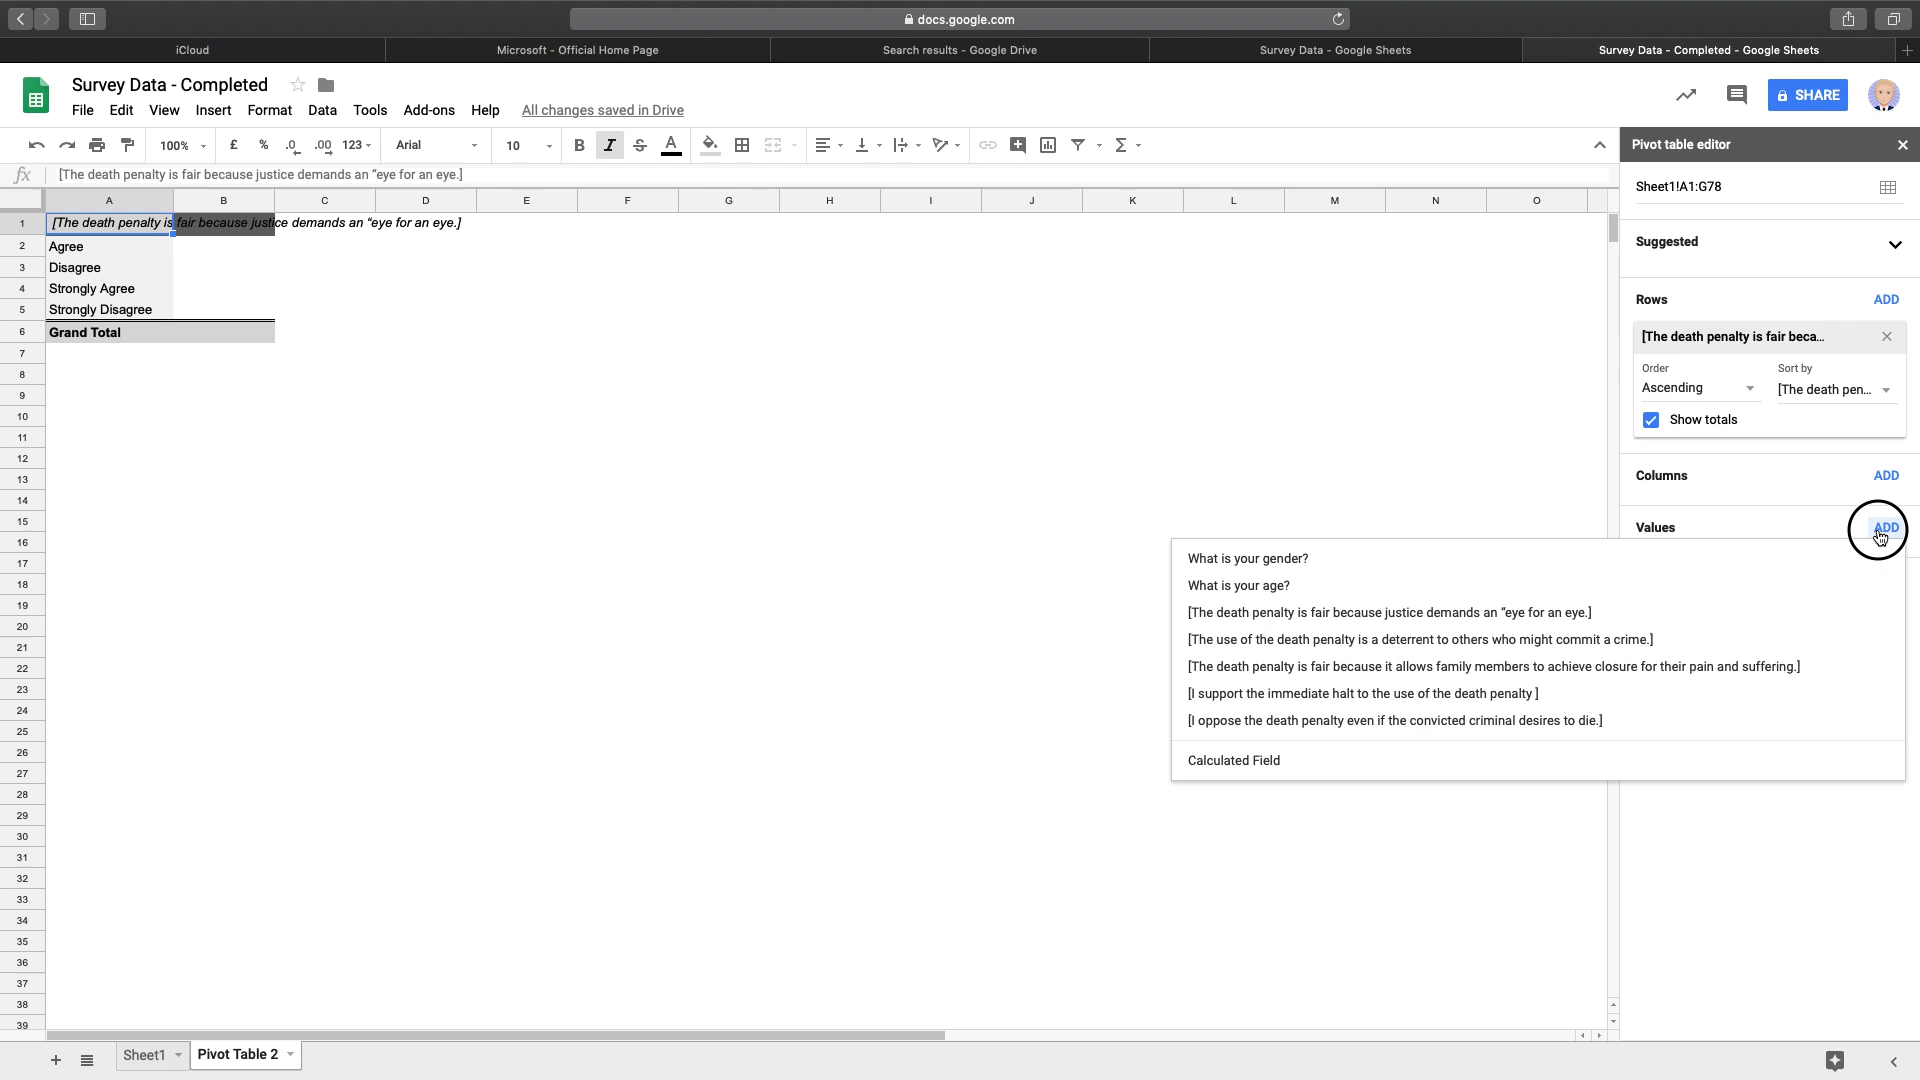 docs.google.com
iCloud
Microsoft - Official Home Page
Search results - Google Drive
Survey Data - Google Sheets
Survey Data - Completed - Google Sheets
Survey Data - Completed
File Edit View Insert Format Data Tools Add-ons Help All changes saved in Drive
SHARE
100% £ % .0 .00 123 Arial 10 B I S A
Pivot table editor
fx [The death penalty is fair because justice demands an “eye for an eye.]
Sheet1!A1:G78
A B C D E F G H I J K L M N O
1 [The death penalty is fair because justice demands an “eye for an eye.]
2 Agree
3 Disagree
4 Strongly Agree
5 Strongly Disagree
6 Grand Total
7
8
9
10
11
12
13
14
15
16
17
18
19
20
21
22
23
24
25
26
27
28
29
30
31
32
33
34
35
36
37
38
39
Suggested
Rows ADD
[The death penalty is fair beca...
Order Sort by
Ascending [The death pen...
Show totals
Columns ADD
Values ADD
What is your gender?
What is your age?
[The death penalty is fair because justice demands an “eye for an eye.]
[The use of the death penalty is a deterrent to others who might commit a crime.]
[The death penalty is fair because it allows family members to achieve closure for their pain and suffering.]
[I support the immediate halt to the use of the death penalty ]
[I oppose the death penalty even if the convicted criminal desires to die.]
Calculated Field
Sheet1
Pivot Table 2